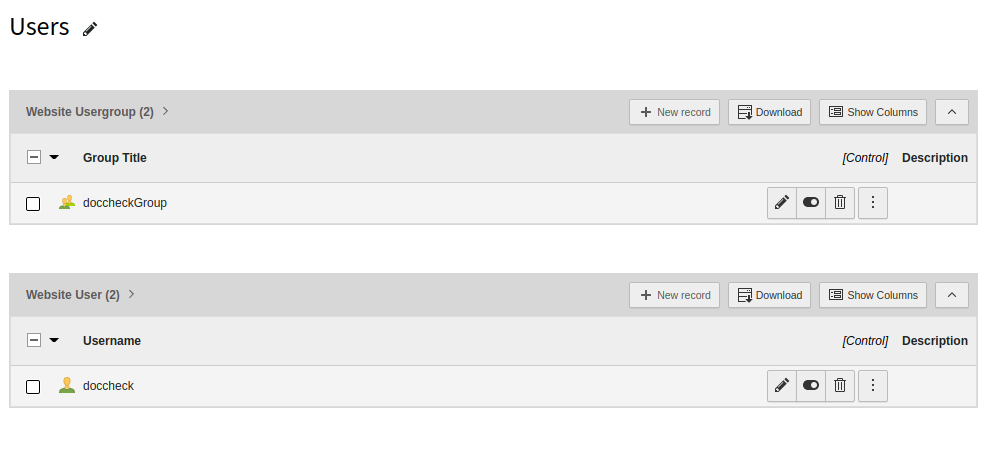 Users
Website Usergroup (2)
New record
Download
Show Columns
Group Title
[Control]
Description
doccheckGroup
Website User (2)
New record
Download
Show Columns
Username
[Control]
Description
doccheck